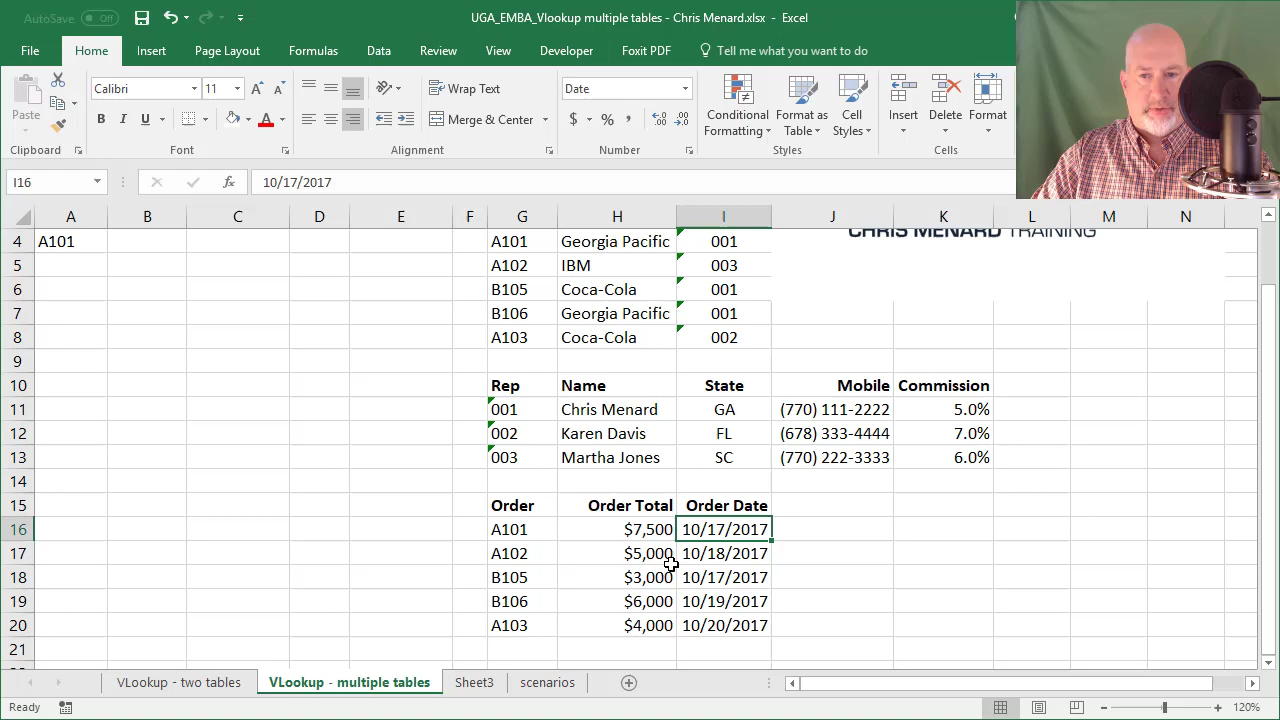 AutoSave Off
UGA_EMBA_Vlookup multiple tables - Chris Menard.xlsx - Excel
File Home Insert Page Layout Formulas Data Review View Developer Foxit PDF Tell me what you want to do
Calibri 11 Wrap Text Date
Paste B I U Merge & Center $ % , Conditional Formatting Format as Table Cell Styles Insert Delete Format
Clipboard Font Alignment Number Styles Cells
I16 fx 10/17/2017
A B C D E F G H I J K L M N
CHRIS MENARD TRAINING
4 A101 A101 Georgia Pacific 001
5 A102 IBM 003
6 B105 Coca-Cola 001
7 B106 Georgia Pacific 001
8 A103 Coca-Cola 002
9
10 Rep Name State Mobile Commission
11 001 Chris Menard GA (770) 111-2222 5.0%
12 002 Karen Davis FL (678) 333-4444 7.0%
13 003 Martha Jones SC (770) 222-3333 6.0%
14
15 Order Order Total Order Date
16 A101 $7,500 10/17/2017
17 A102 $5,000 10/18/2017
18 B105 $3,000 10/17/2017
19 B106 $6,000 10/19/2017
20 A103 $4,000 10/20/2017
21
VLookup - two tables VLookup - multiple tables Sheet3 scenarios
Ready 120%